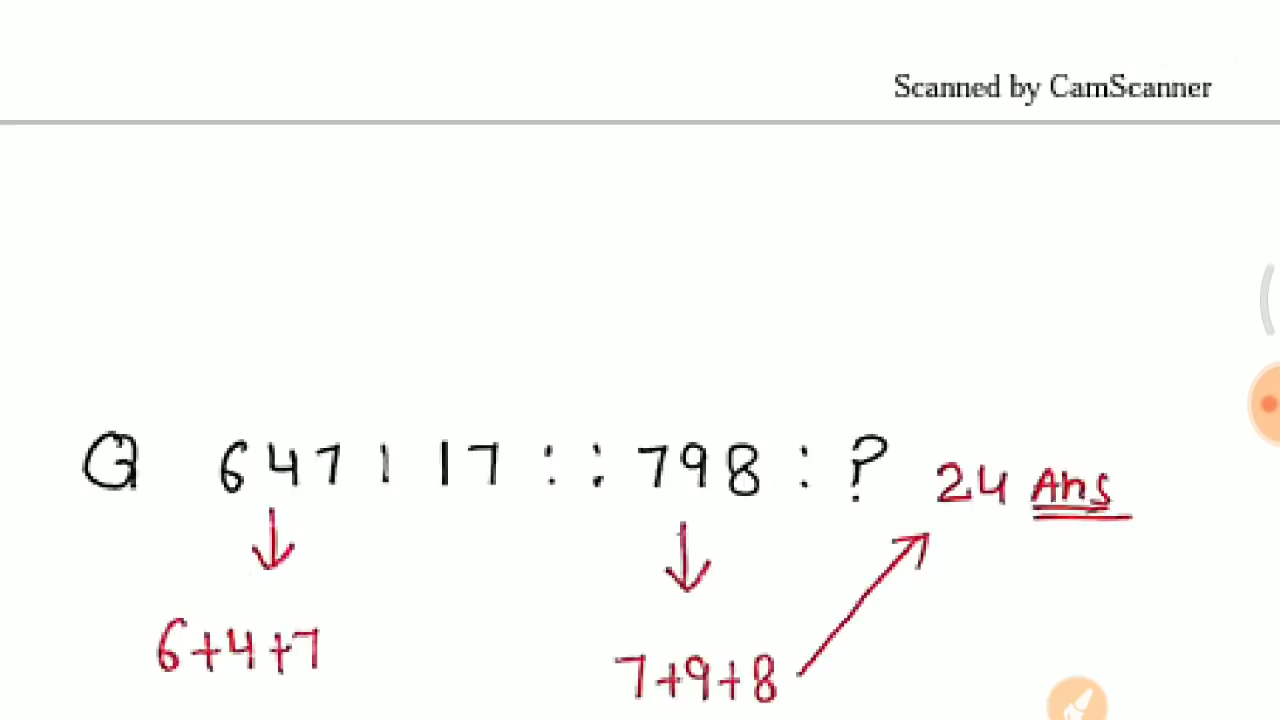 Scanned by CamScanner
Q 647 : 17 : : 798 : ? 24 Ans
6+4+7
7+9+8